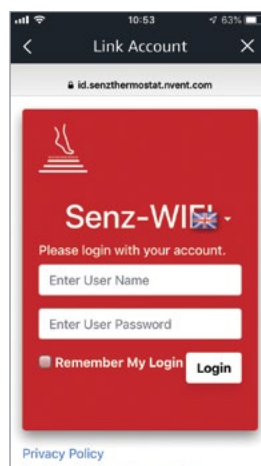 10:53
63%
Link Account
id.senzthermostat.nvent.com
Senz-WIFI
Please login with your account.
Enter User Name
Enter User Password
Remember My Login
Login
Privacy Policy